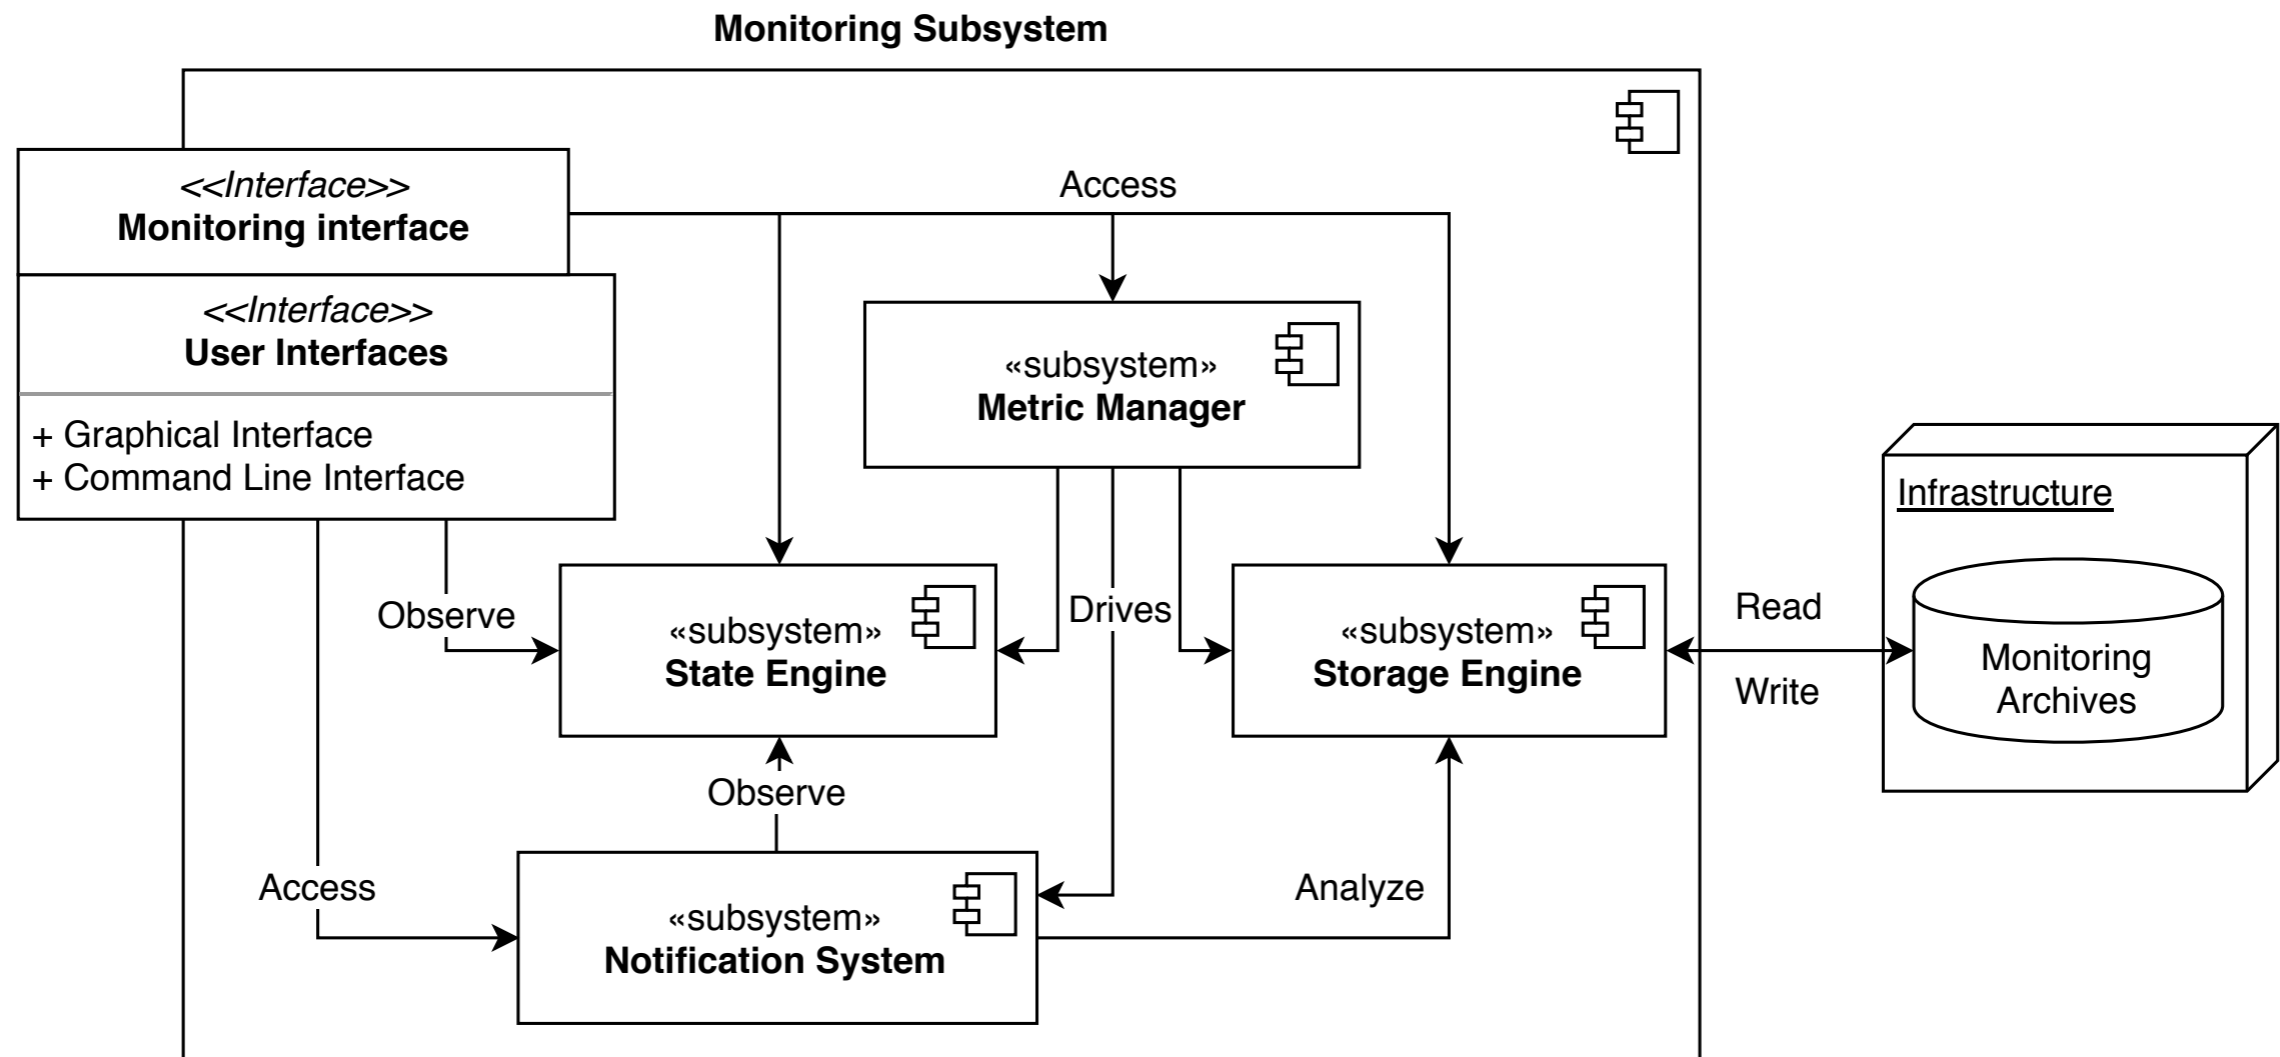 Monitoring Subsystem
<<Interface>>
Monitoring interface
Access
<<Interface>>
User Interfaces
+ Graphical Interface
+ Command Line Interface
«subsystem»
Metric Manager
Infrastructure
Observe
«subsystem»
State Engine
Drives
«subsystem»
Storage Engine
Read
Write
Monitoring
Archives
Observe
Access
«subsystem»
Notification System
Analyze